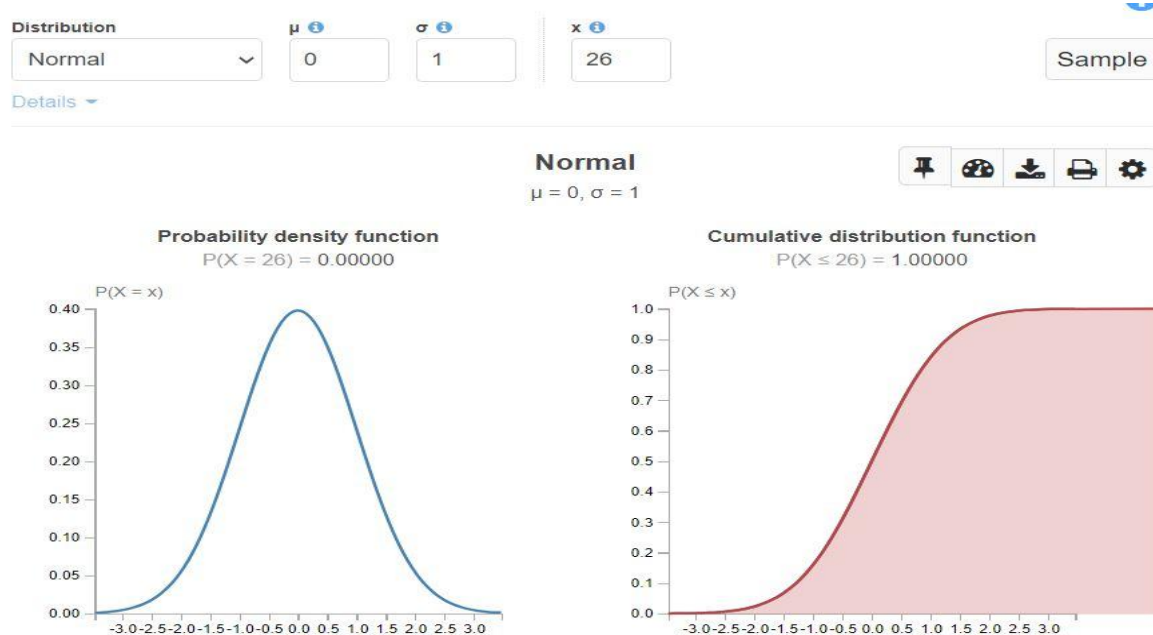 Distribution μ σ x
Normal 0 1 26 Sample
Details
Normal
μ = 0, σ = 1
Probability density function
P(X = 26) = 0.00000
P(X = x)
0.40
0.35
0.30
0.25
0.20
0.15
0.10
0.05
0.00
-3.0 -2.5 -2.0 -1.5 -1.0 -0.5 0.0 0.5 1.0 1.5 2.0 2.5 3.0
Cumulative distribution function
P(X ≤ 26) = 1.00000
P(X ≤ x)
1.0
0.9
0.8
0.7
0.6
0.5
0.4
0.3
0.2
0.1
0.0
-3.0 -2.5 -2.0 -1.5 -1.0 -0.5 0.0 0.5 1.0 1.5 2.0 2.5 3.0